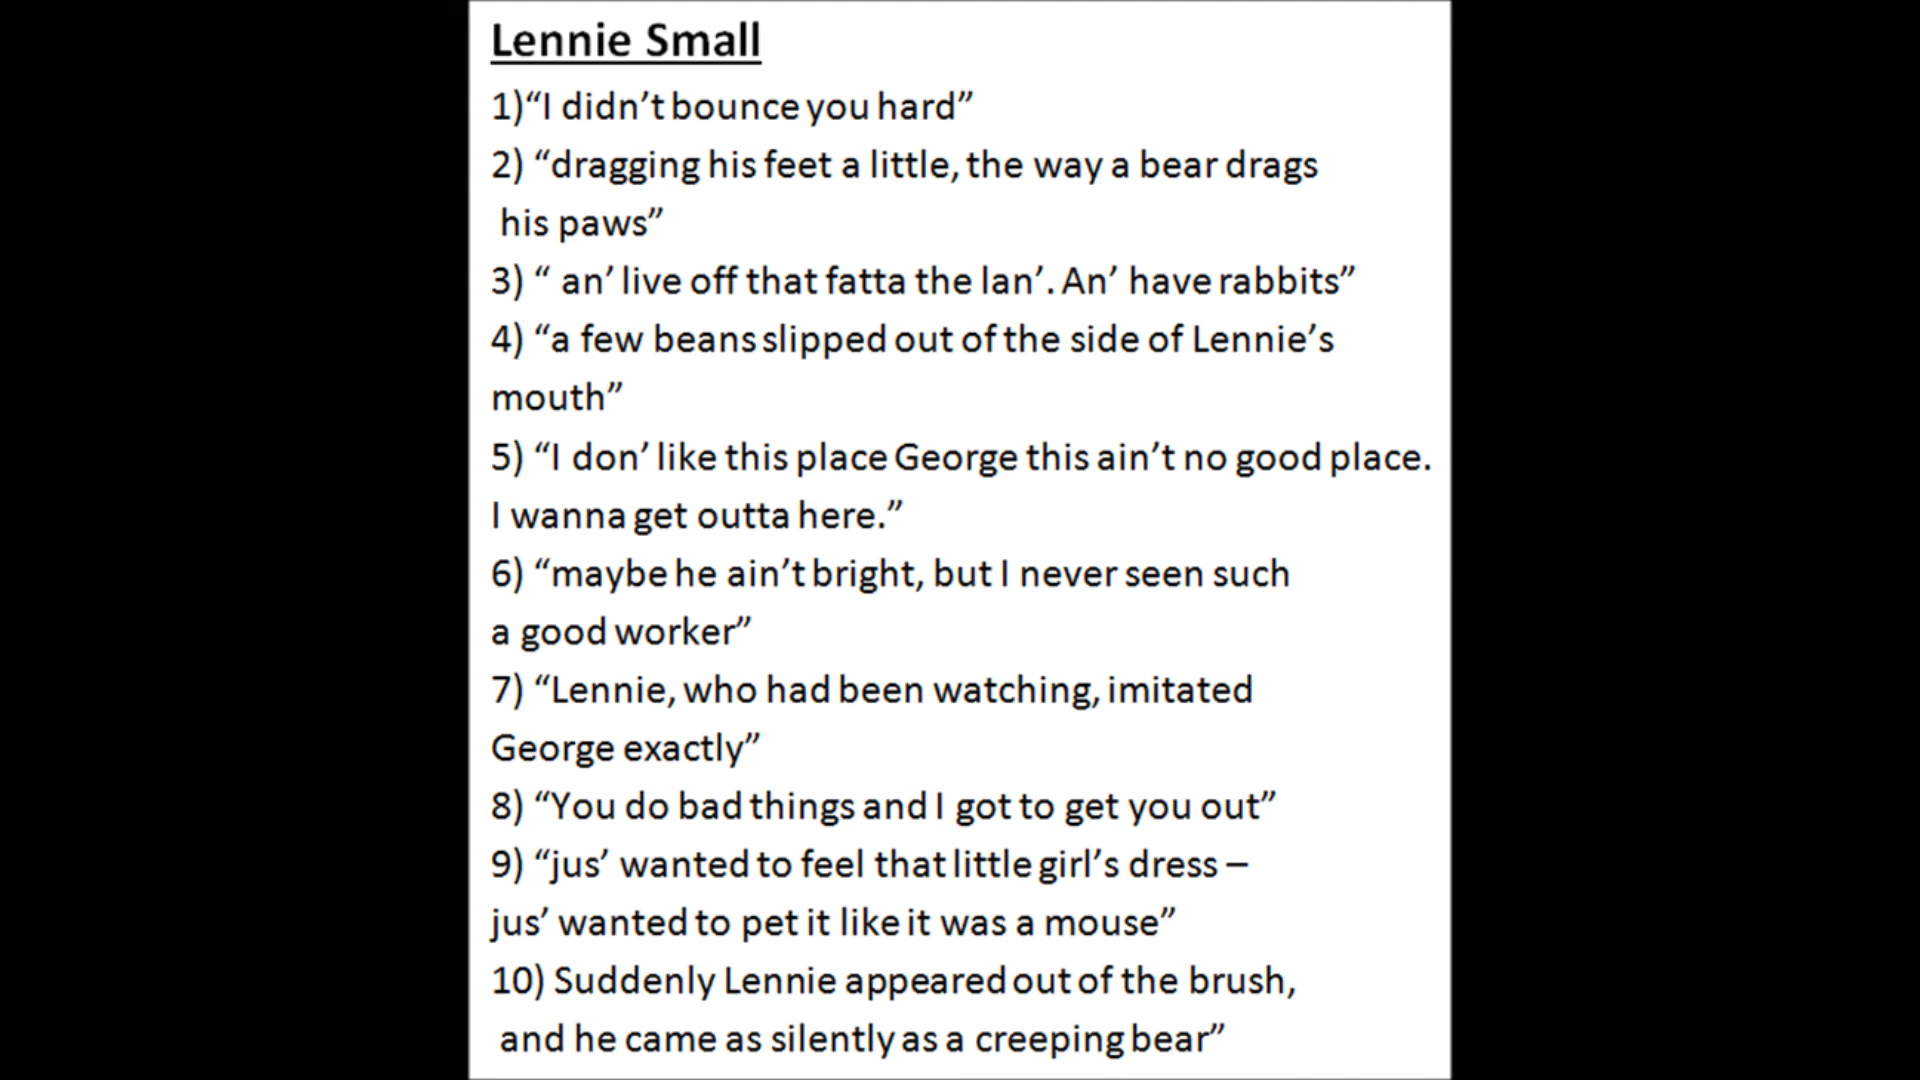 Lennie Small
1)“I didn’t bounce you hard”
2) “dragging his feet a little, the way a bear drags
his paws”
3) “ an’ live off that fatta the lan’. An’ have rabbits”
4) “a few beans slipped out of the side of Lennie’s
mouth”
5) “I don’ like this place George this ain’t no good place.
I wanna get outta here.”
6) “maybe he ain’t bright, but I never seen such
a good worker”
7) “Lennie, who had been watching, imitated
George exactly”
8) “You do bad things and I got to get you out”
9) “jus’ wanted to feel that little girl’s dress –
jus’ wanted to pet it like it was a mouse”
10) Suddenly Lennie appeared out of the brush,
and he came as silently as a creeping bear”